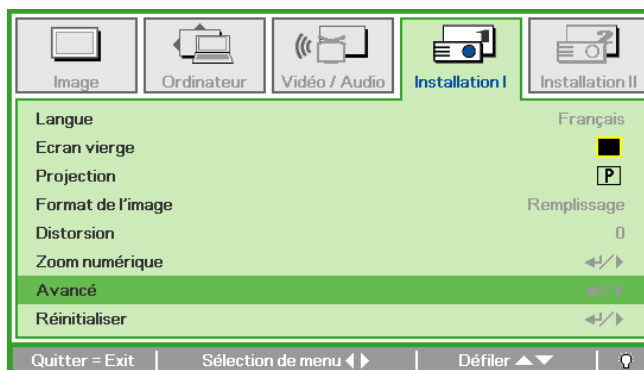 Image Ordinateur Vidéo / Audio Installation I Installation II
Langue Français
Ecran vierge
Projection P
Format de l'image Remplissage
Distorsion 0
Zoom numérique
Avancé
Réinitialiser
Quitter = Exit Sélection de menu Défiler